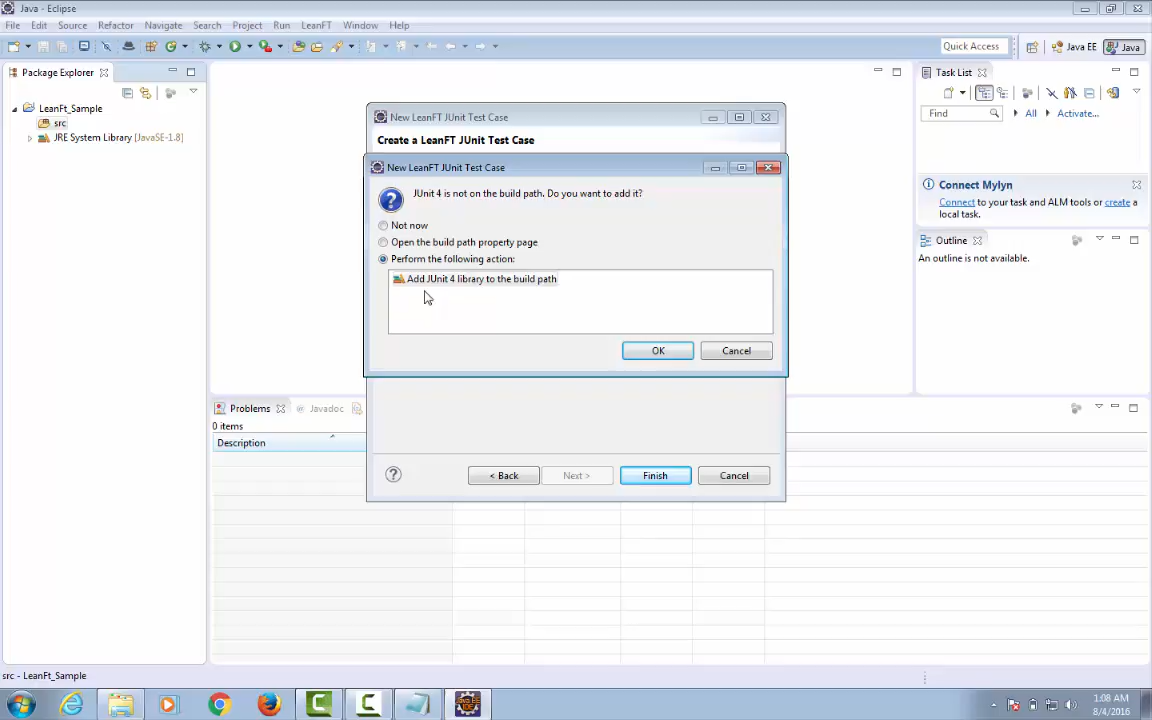 Java - Eclipse
File Edit Source Refactor Navigate Search Project Run LeanFT Window Help
Quick Access
Java EE
Java
Package Explorer
LeanFt_Sample
src
JRE System Library [JavaSE-1.8]
New LeanFT JUnit Test Case
Create a LeanFT JUnit Test Case
New LeanFT JUnit Test Case
JUnit 4 is not on the build path. Do you want to add it?
Not now
Open the build path property page
Perform the following action:
Add JUnit 4 library to the build path
OK Cancel
? < Back Next > Finish Cancel
Task List
Find All Activate...
Connect Mylyn
Connect to your task and ALM tools or create a
local task.
Outline
An outline is not available.
Problems @ Javadoc
0 items
Description
src - LeanFt_Sample
1:08 AM
8/4/2016